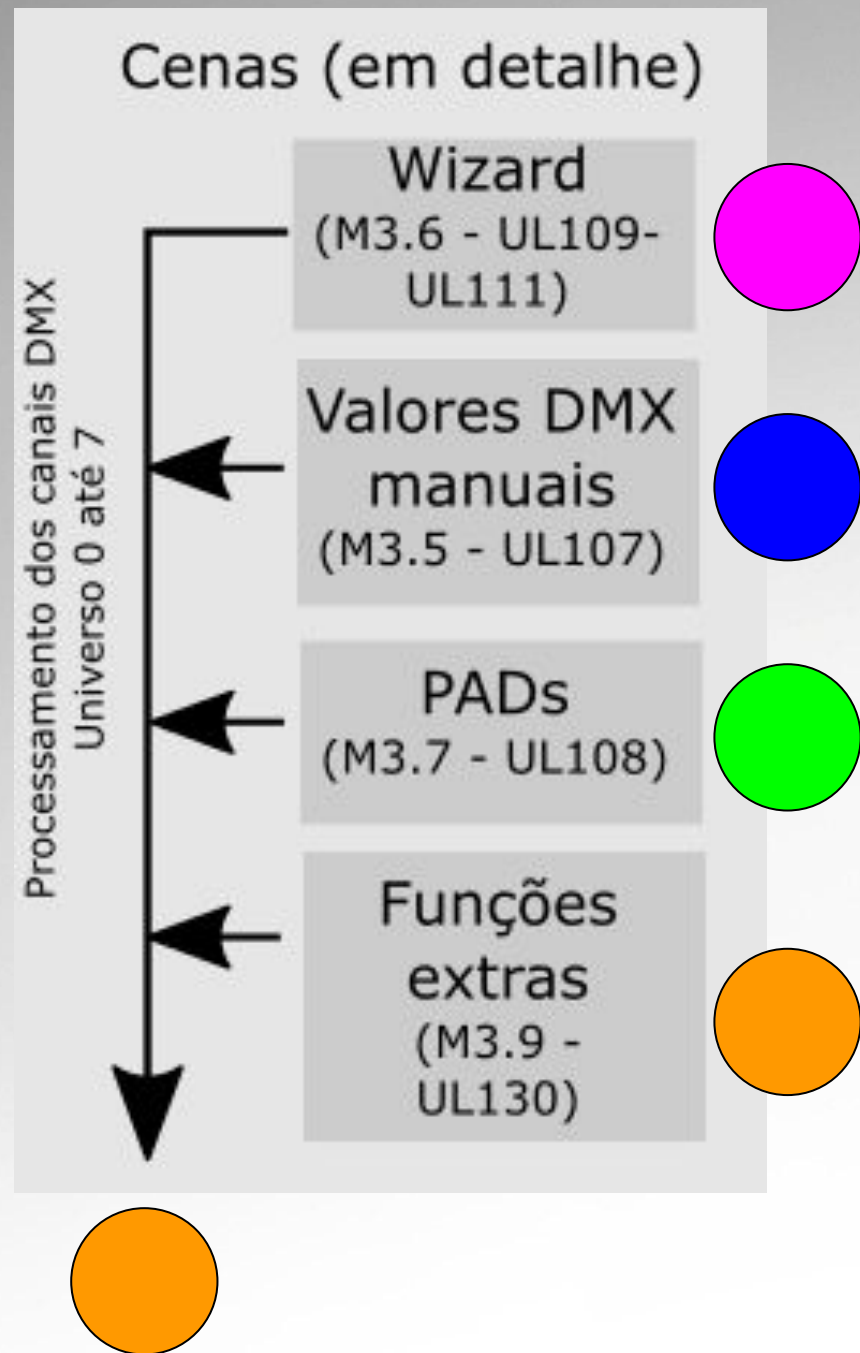 Cenas (em detalhe)
Wizard
(M3.6 - UL109-
UL111)
Valores DMX
manuais
(M3.5 - UL107)
PADs
(M3.7 - UL108)
Funções
extras
(M3.9 -
UL130)
Processamento dos canais DMX
Universo 0 até 7